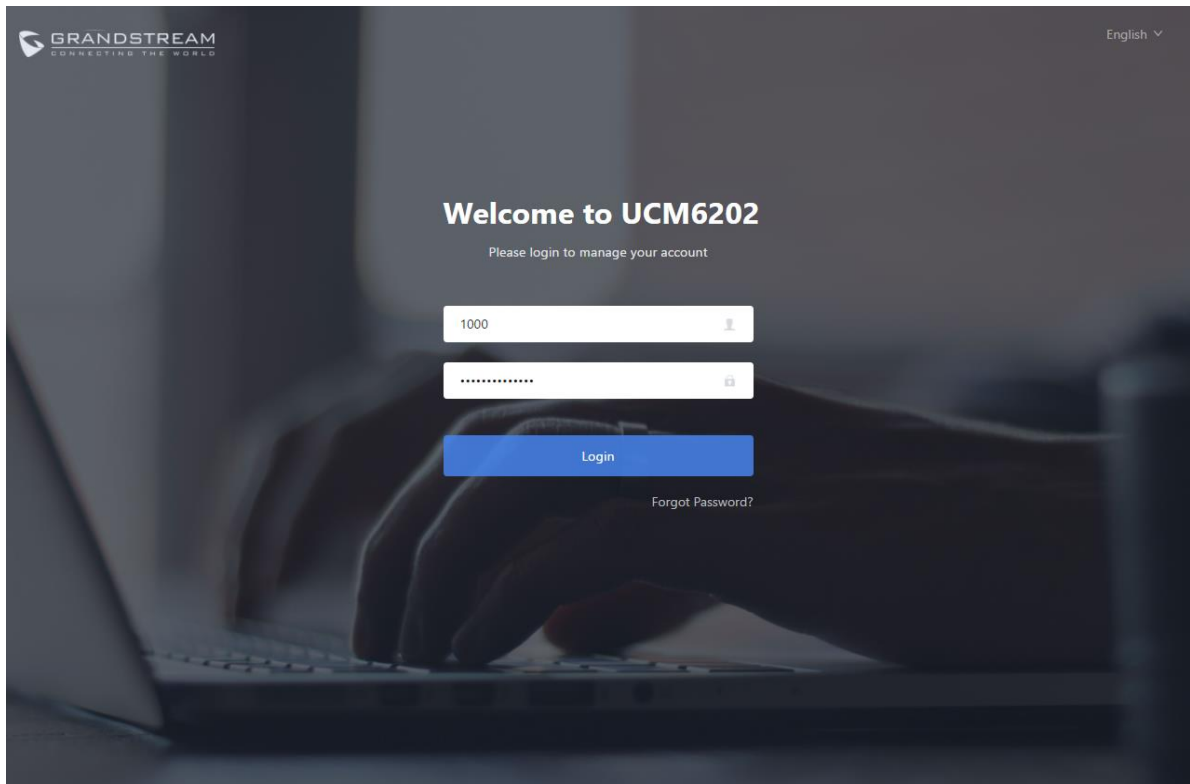 GRANDSTREAM
CONNECTING THE WORLD
English
Welcome to UCM6202
Please login to manage your account
1000
••••••••••••••
Login
Forgot Password?